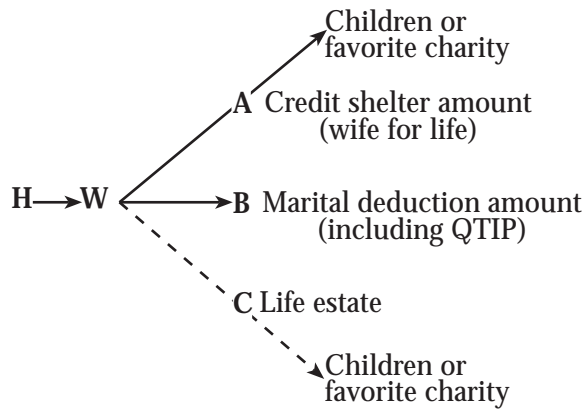 Children or
favorite charity
A Credit shelter amount
(wife for life)
H W
B Marital deduction amount
(including QTIP)
C Life estate
Children or
favorite charity